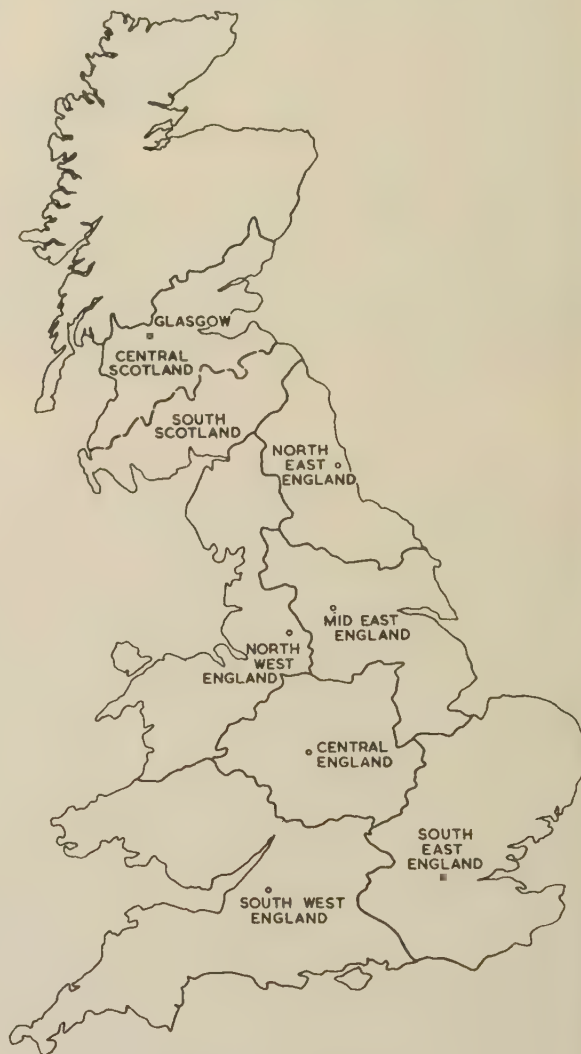 GLASGOW
CENTRAL
SCOTLAND
SOUTH
SCOTLAND
NORTH
EAST
ENGLAND
MID EAST
ENGLAND
NORTH
WEST
ENGLAND
CENTRAL
ENGLAND
SOUTH
EAST
ENGLAND
SOUTH WEST
ENGLAND